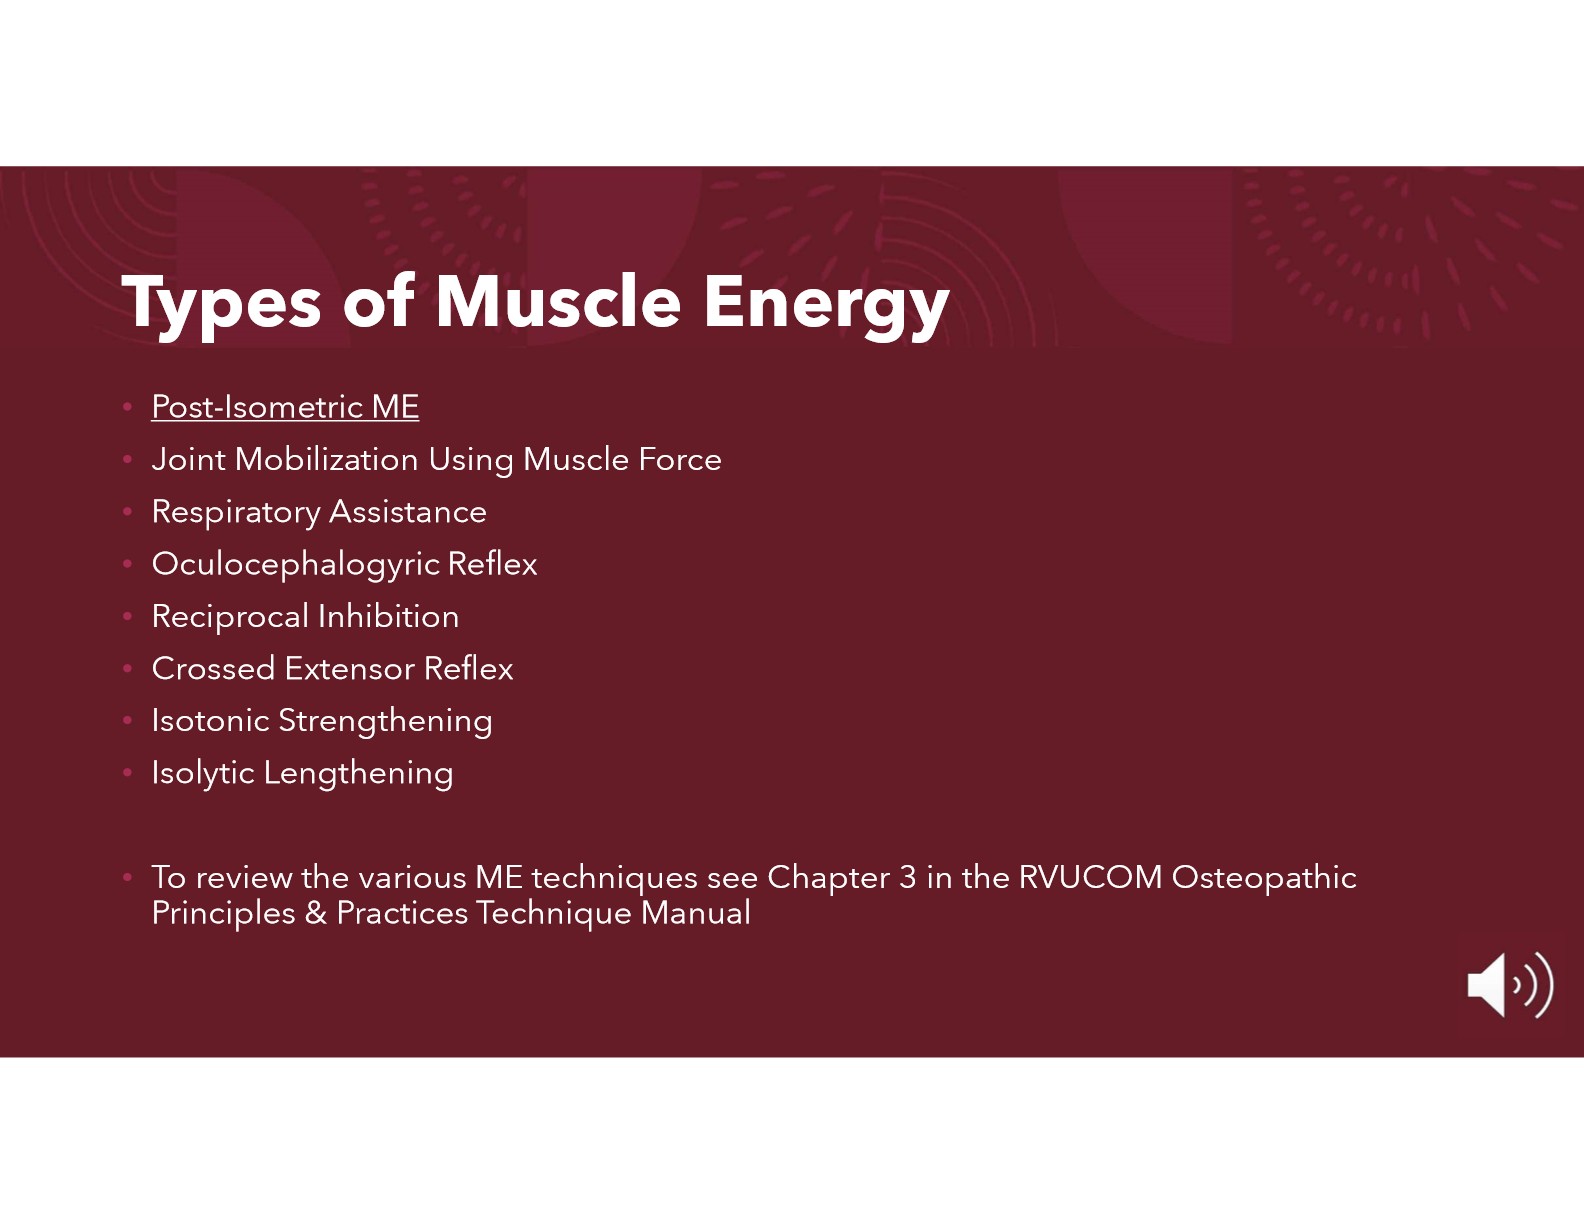 Types of Muscle Energy
• Post-Isometric ME
• Joint Mobilization Using Muscle Force
• Respiratory Assistance
• Oculocephalogyric Reflex
• Reciprocal Inhibition
• Crossed Extensor Reflex
• Isotonic Strengthening
• Isolytic Lengthening
• To review the various ME techniques see Chapter 3 in the RVUCOM Osteopathic
Principles & Practices Technique Manual